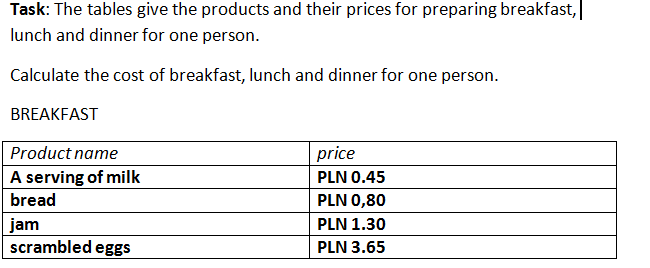 Task: The tables give the products and their prices for preparing breakfast,
lunch and dinner for one person.
Calculate the cost of breakfast, lunch and dinner for one person.
BREAKFAST
Product name price
A serving of milk PLN 0.45
bread PLN 0,80
jam PLN 1.30
scrambled eggs PLN 3.65